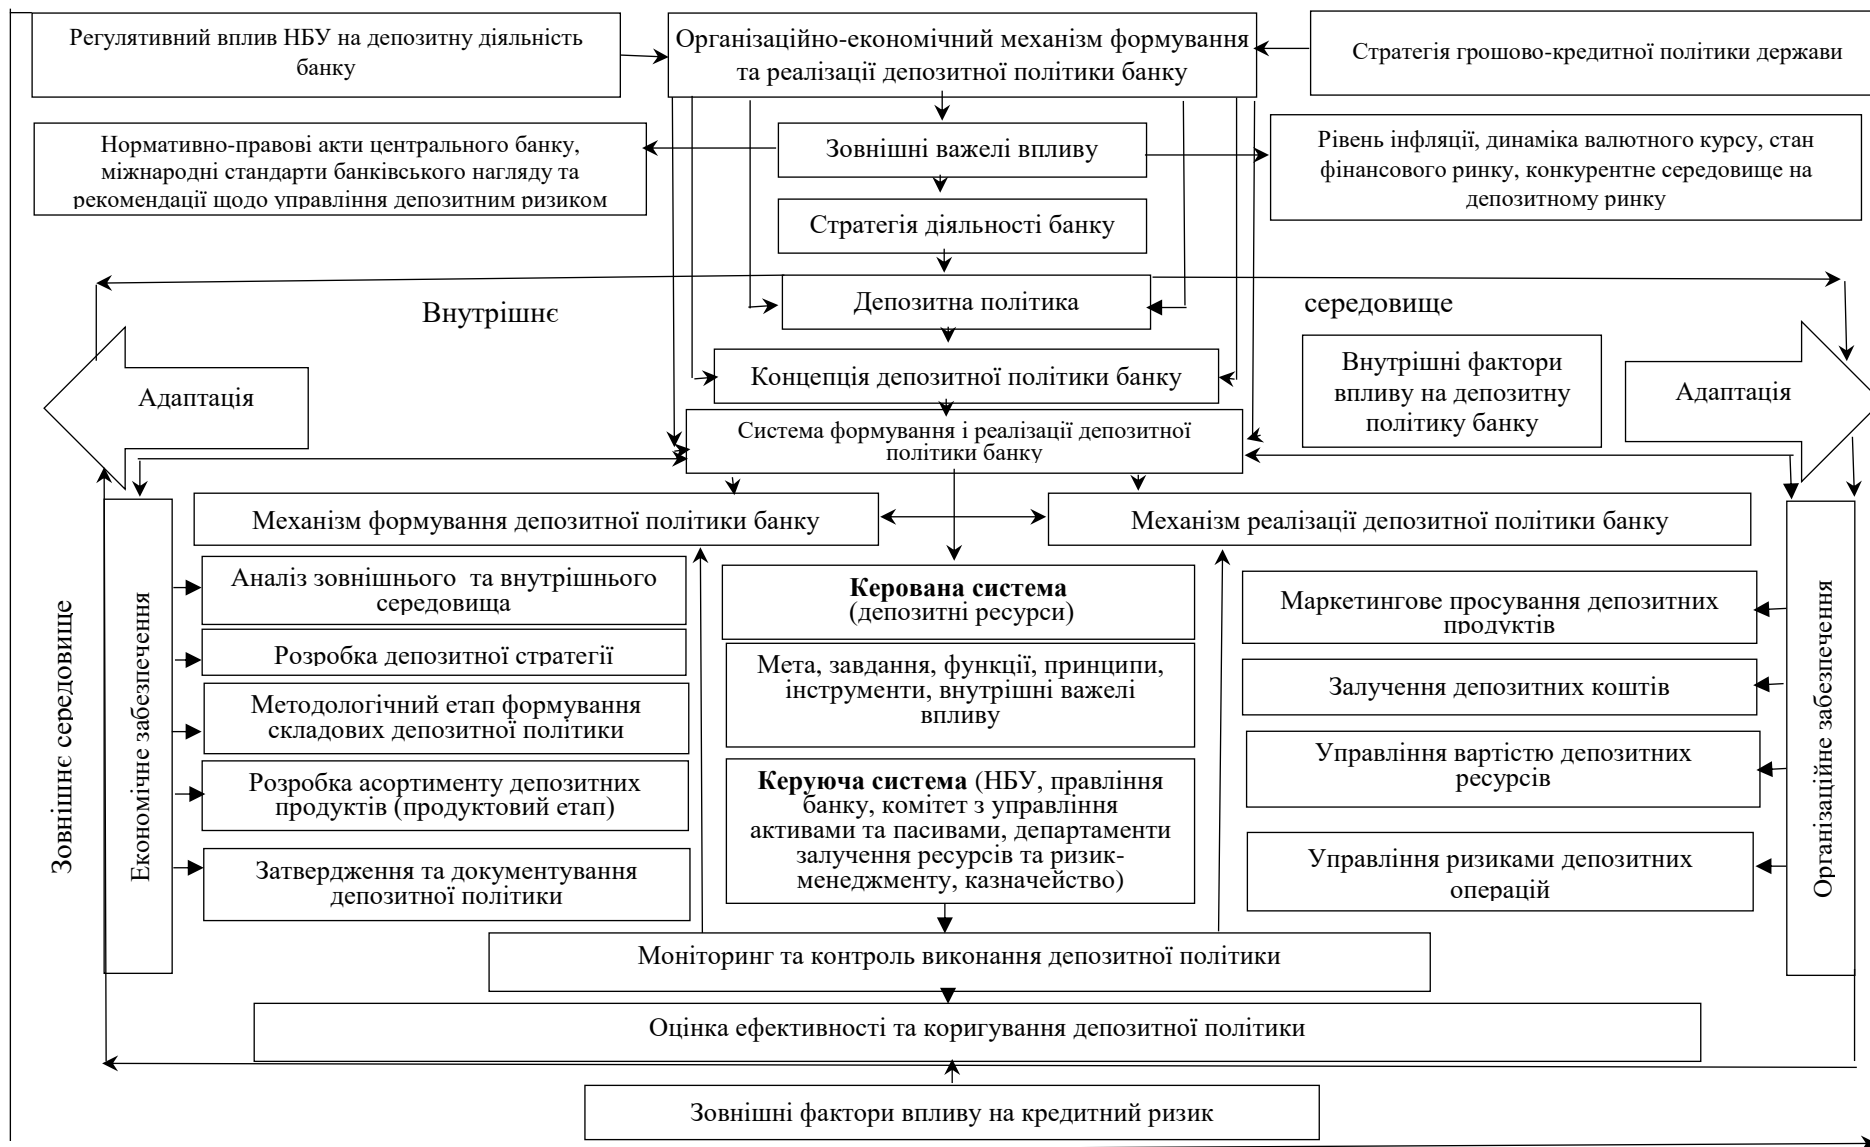 Регулятивний вплив НБУ на депозитну діяльність
банку
Організаційно-економічний механізм формування
та реалізації депозитної політики банку
Стратегія грошово-кредитної політики держави
Нормативно-правові акти центрального банку,
міжнародні стандарти банківського нагляду та
рекомендації щодо управління депозитним ризиком
Зовнішні важелі впливу
Рівень інфляції, динаміка валютного курсу, стан
фінансового ринку, конкурентне середовище на
депозитному ринку
Стратегія діяльності банку
Внутрішнє
Депозитна політика
середовище
Адаптація
Концепція депозитної політики банку
Внутрішні фактори
впливу на депозитну
політику банку
Адаптація
Система формування і реалізації депозитної
політики банку
Механізм формування депозитної політики банку
Механізм реалізації депозитної політики банку
Зовнішнє середовище
Економічне забезпечення
Аналіз зовнішнього  та внутрішнього
середовища
Розробка депозитної стратегії
Методологічний етап формування
складових депозитної політики
Розробка асортименту депозитних
продуктів (продуктовий етап)
Затвердження та документування
депозитної політики
Керована система
(депозитні ресурси)
Мета, завдання, функції, принципи,
інструменти, внутрішні важелі
впливу
Керуюча система (НБУ, правління
банку, комітет з управління
активами та пасивами, департаменти
залучення ресурсів та ризик-
менеджменту, казначейство)
Маркетингове просування депозитних
продуктів
Залучення депозитних коштів
Управління вартістю депозитних
ресурсів
Управління ризиками депозитних
операцій
Організаційне забезпечення
Моніторинг та контроль виконання депозитної політики
Оцінка ефективності та коригування депозитної політики
Зовнішні фактори впливу на кредитний ризик